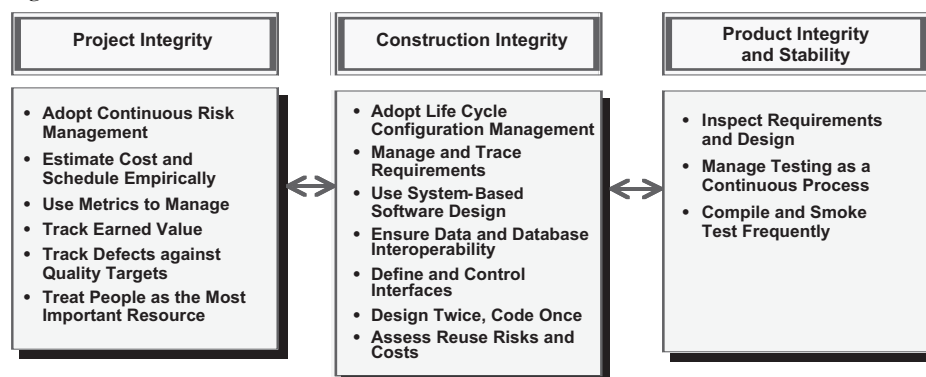 Project Integrity
• Adopt Continuous Risk
Management
• Estimate Cost and
Schedule Empirically
• Use Metrics to Manage
• Track Earned Value
• Track Defects against
Quality Targets
• Treat People as the Most
Important Resource
Construction Integrity
• Adopt Life Cycle
Configuration Management
• Manage and Trace
Requirements
• Use System-Based
Software Design
• Ensure Data and Database
Interoperability
• Define and Control
Interfaces
• Design Twice, Code Once
• Assess Reuse Risks and
Costs
Product Integrity
and Stability
• Inspect Requirements
and Design
• Manage Testing as a
Continuous Process
• Compile and Smoke
Test Frequently